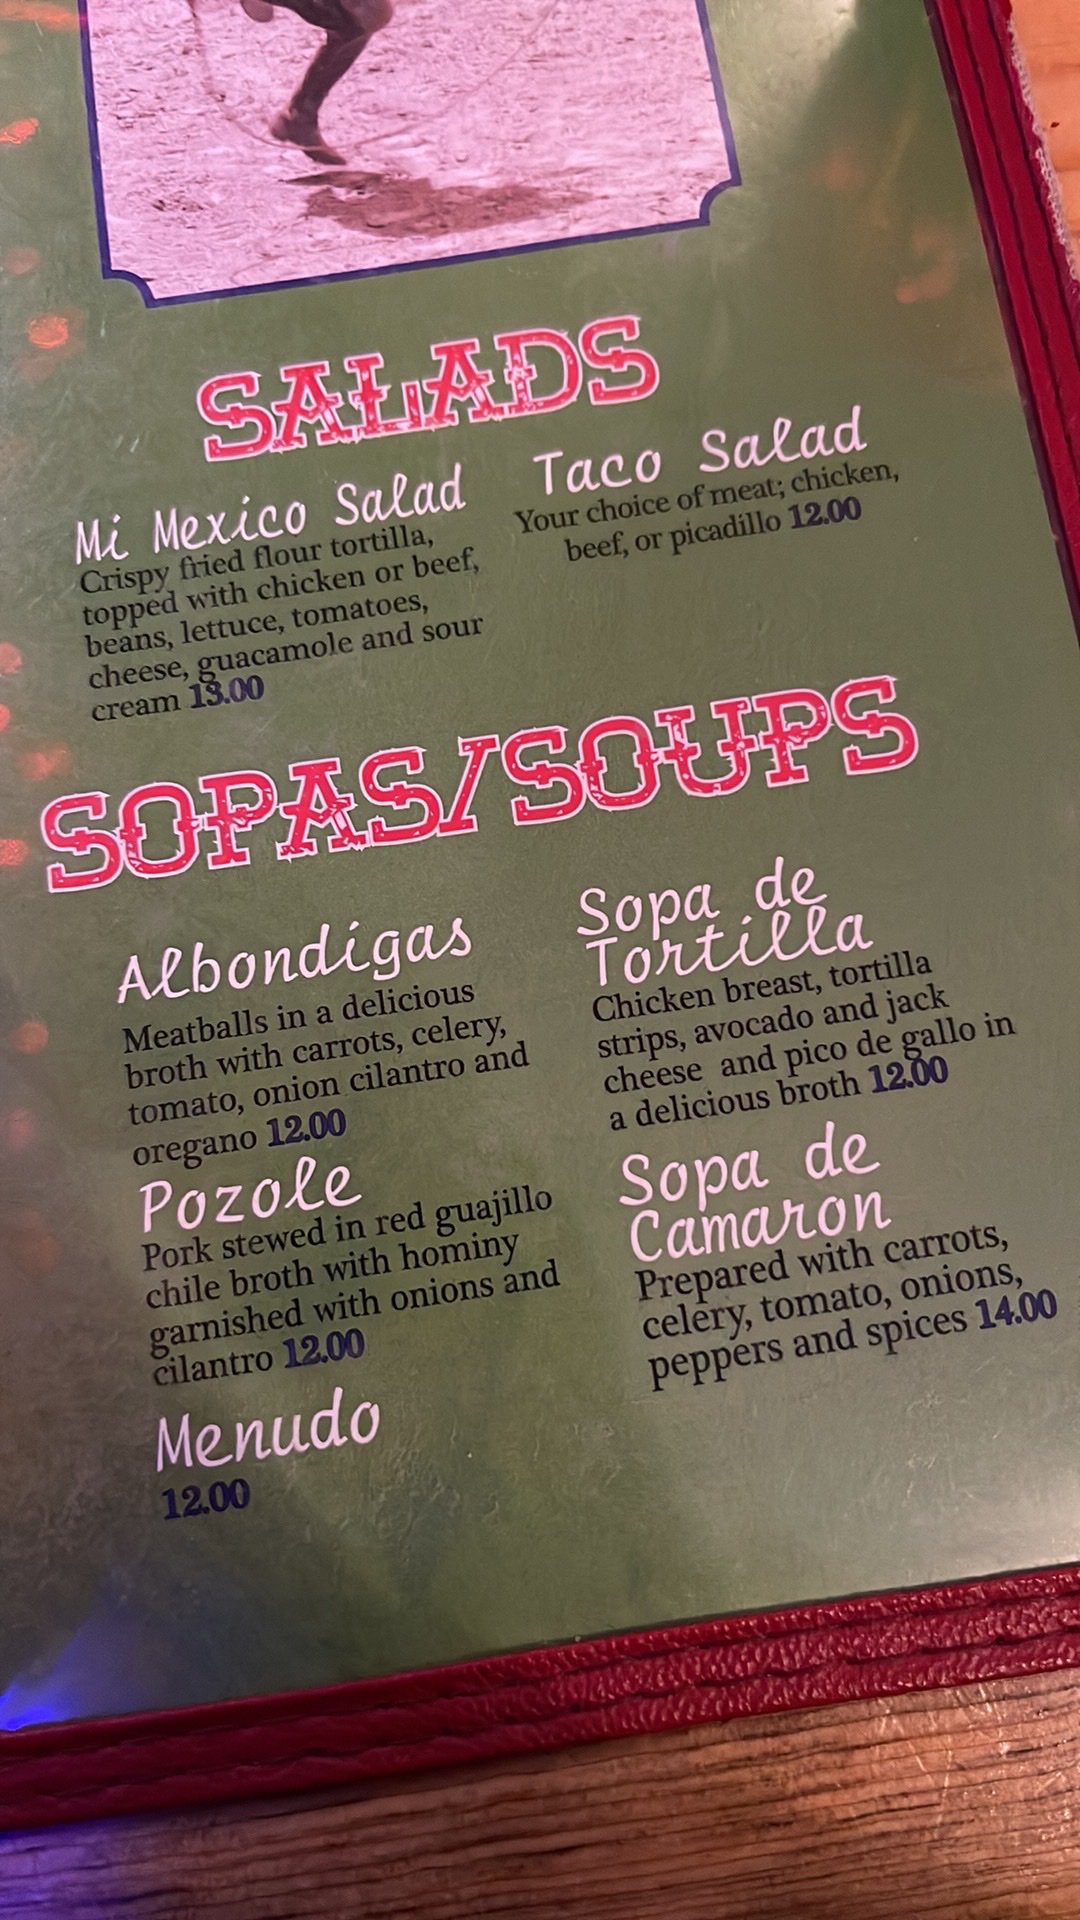 SALADS
Mi Mexico Salad
Crispy fried flour tortilla,
topped with chicken or beef,
beans, lettuce, tomatoes,
cheese, guacamole and sour
cream 13.00
Taco Salad
Your choice of meat; chicken,
beef, or picadillo 12.00
SOPAS/SOUPS
Albondigas
Meatballs in a delicious
broth with carrots, celery,
tomato, onion cilantro and
oregano 12.00
Pozole
Pork stewed in red guajillo
chile broth with hominy
garnished with onions and
cilantro 12.00
Menudo
12.00
Sopa de
Tortilla
Chicken breast, tortilla
strips, avocado and jack
cheese and pico de gallo in
a delicious broth 12.00
Sopa de
Camaron
Prepared with carrots,
celery, tomato, onions,
peppers and spices 14.00